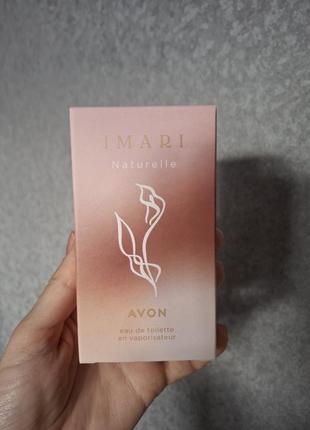 IMARI
Naturelle
AVON
eau de toilette
en vaporisateur